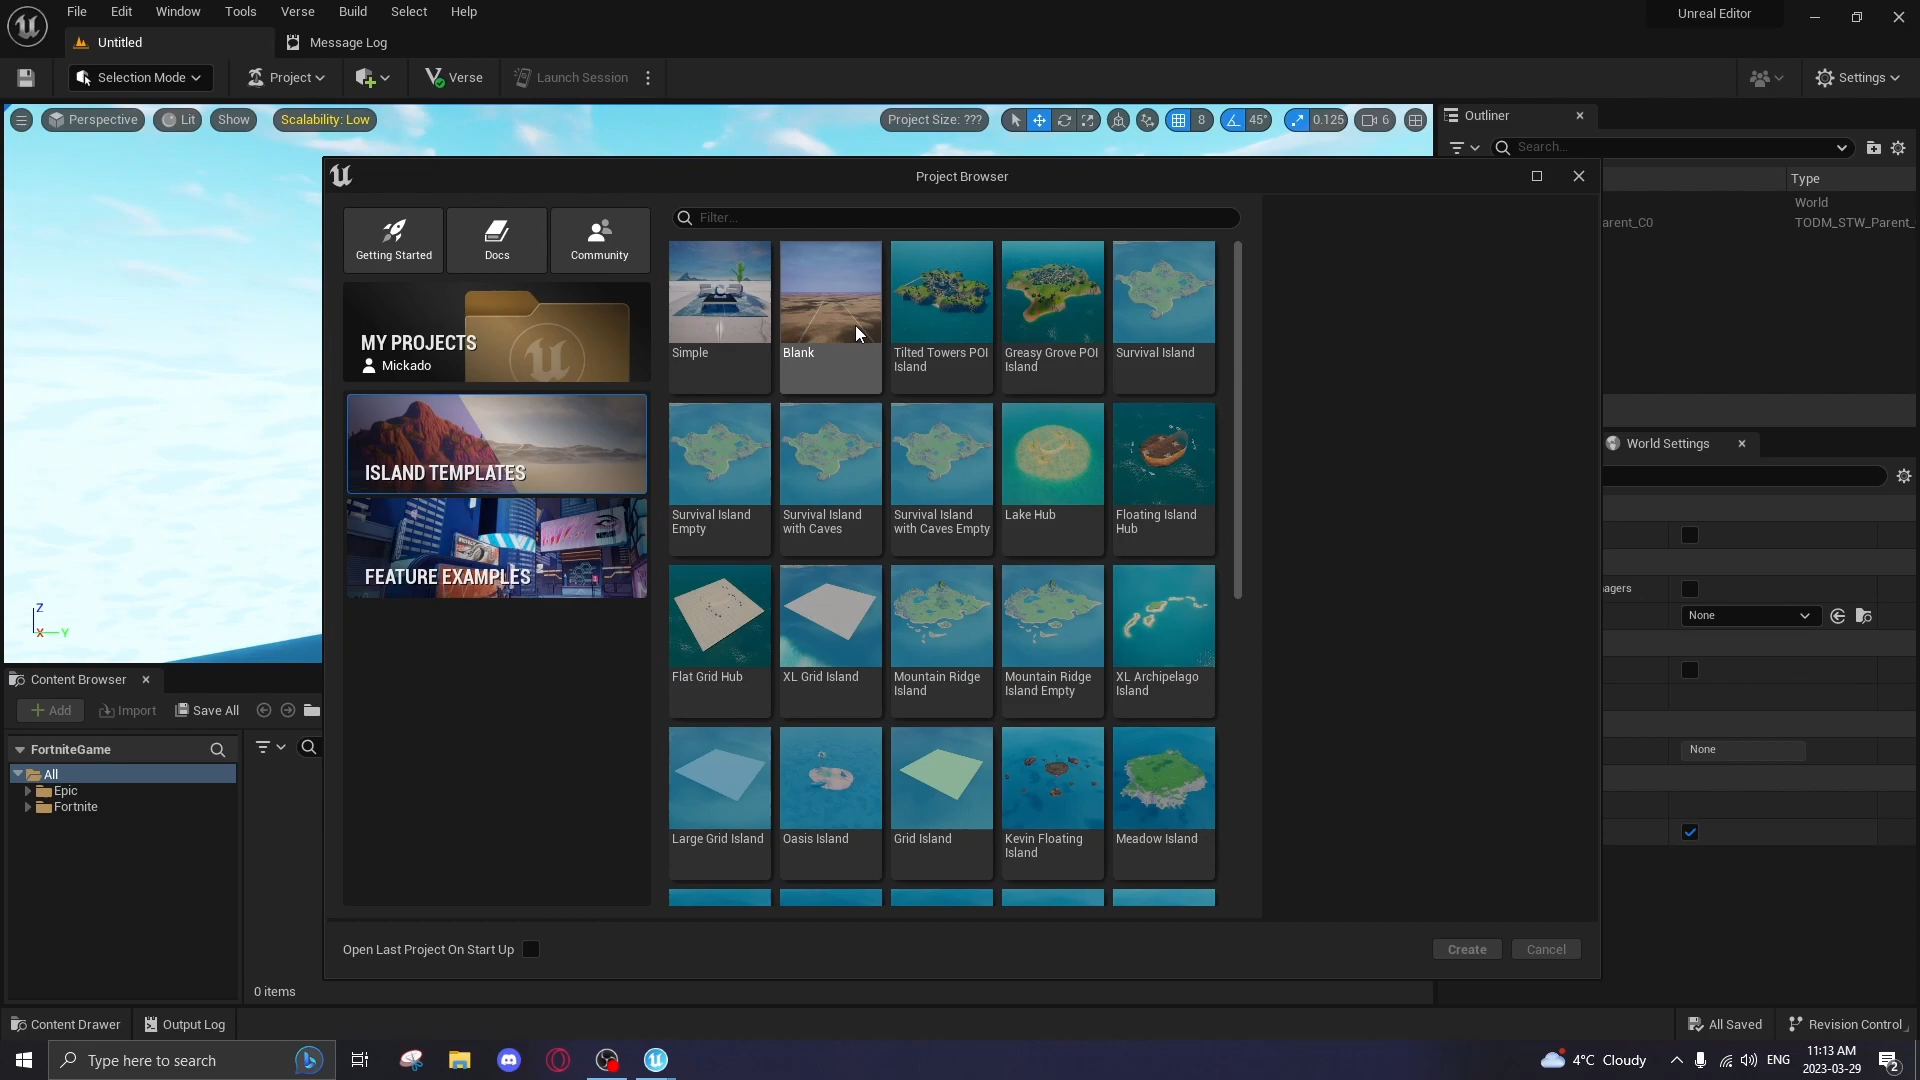 File Edit Window Tools Verse Build Select Help
Unreal Editor
Untitled
Message Log
Selection Mode
Project
Verse
Launch Session
Settings
Perspective
Lit
Show
Scalability: Low
Project Size: ???
8
45°
0.125
6
Outliner
Search...
Type
World
arent_C0
TODM_STW_Parent_
Project Browser
Getting Started
Docs
Community
MY PROJECTS
Mickado
ISLAND TEMPLATES
FEATURE EXAMPLES
Filter...
Simple
Blank
Tilted Towers POI
Island
Greasy Grove POI
Island
Survival Island
Survival Island
Empty
Survival Island
with Caves
Survival Island
with Caves Empty
Lake Hub
Floating Island
Hub
Flat Grid Hub
XL Grid Island
Mountain Ridge
Island
Mountain Ridge
Island Empty
XL Archipelago
Island
Large Grid Island
Oasis Island
Grid Island
Kevin Floating
Island
Meadow Island
Open Last Project On Start Up
Create
Cancel
World Settings
agers
None
None
Z
X
Y
Content Browser
Add
Import
Save All
FortniteGame
All
Epic
Fortnite
0 items
Content Drawer
Output Log
All Saved
Revision Control
Type here to search
4°C Cloudy
ENG
11:13 AM
2023-03-29
2